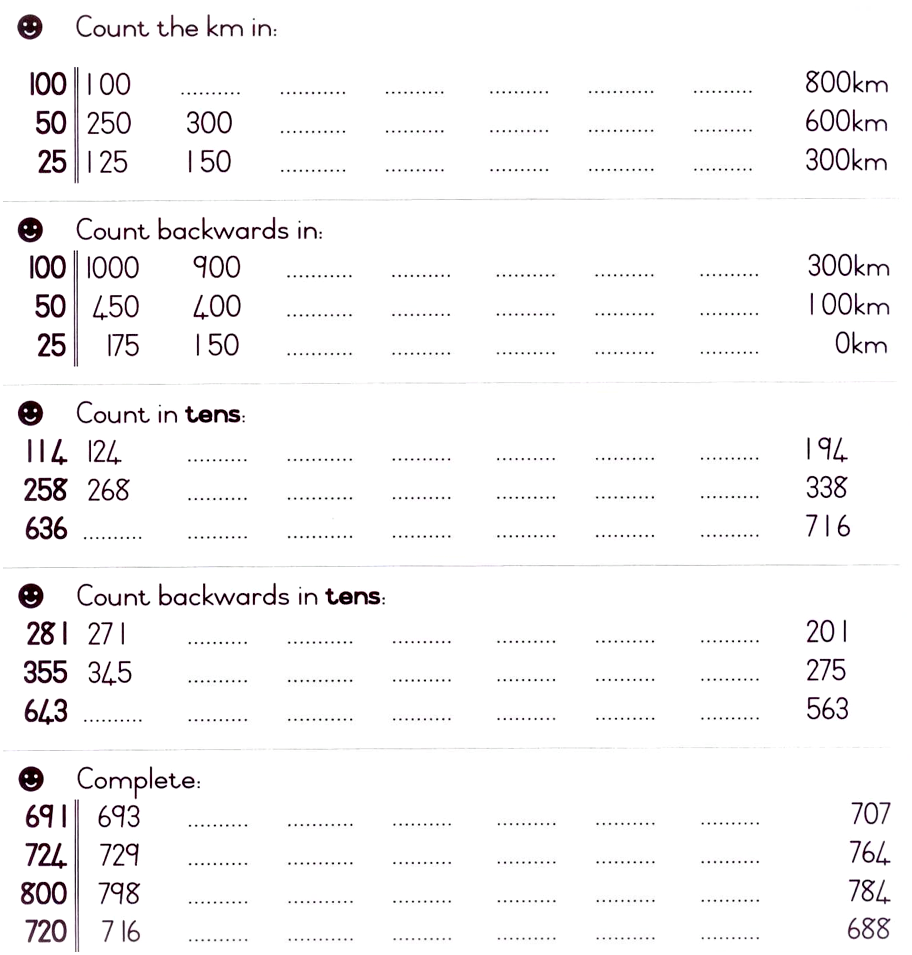 Count the km in:
100 100 .......... ........... .......... .......... ........... .......... 800km
50 250 300 ........... .......... .......... ........... .......... 600km
25 125 150 ........... .......... .......... ........... .......... 300km
Count backwards in:
100 1000 900 ........... .......... .......... .......... .......... 300km
50 450 400 ........... .......... .......... .......... .......... 100km
25 175 150 ........... .......... .......... .......... .......... 0km
Count in tens:
114 124 .......... ........... .......... .......... .......... .......... 194
258 268 .......... ........... .......... .......... .......... .......... 338
636 .......... .......... ........... .......... .......... .......... .......... 716
Count backwards in tens:
281 271 .......... ........... .......... .......... .......... .......... 201
355 345 .......... ........... .......... .......... .......... .......... 275
643 .......... .......... ........... .......... .......... .......... .......... 563
Complete:
691 693 .......... ........... .......... .......... .......... .......... 707
724 729 .......... ........... .......... .......... .......... .......... 764
800 798 .......... ........... .......... .......... .......... .......... 784
720 716 .......... ........... .......... .......... .......... .......... 688